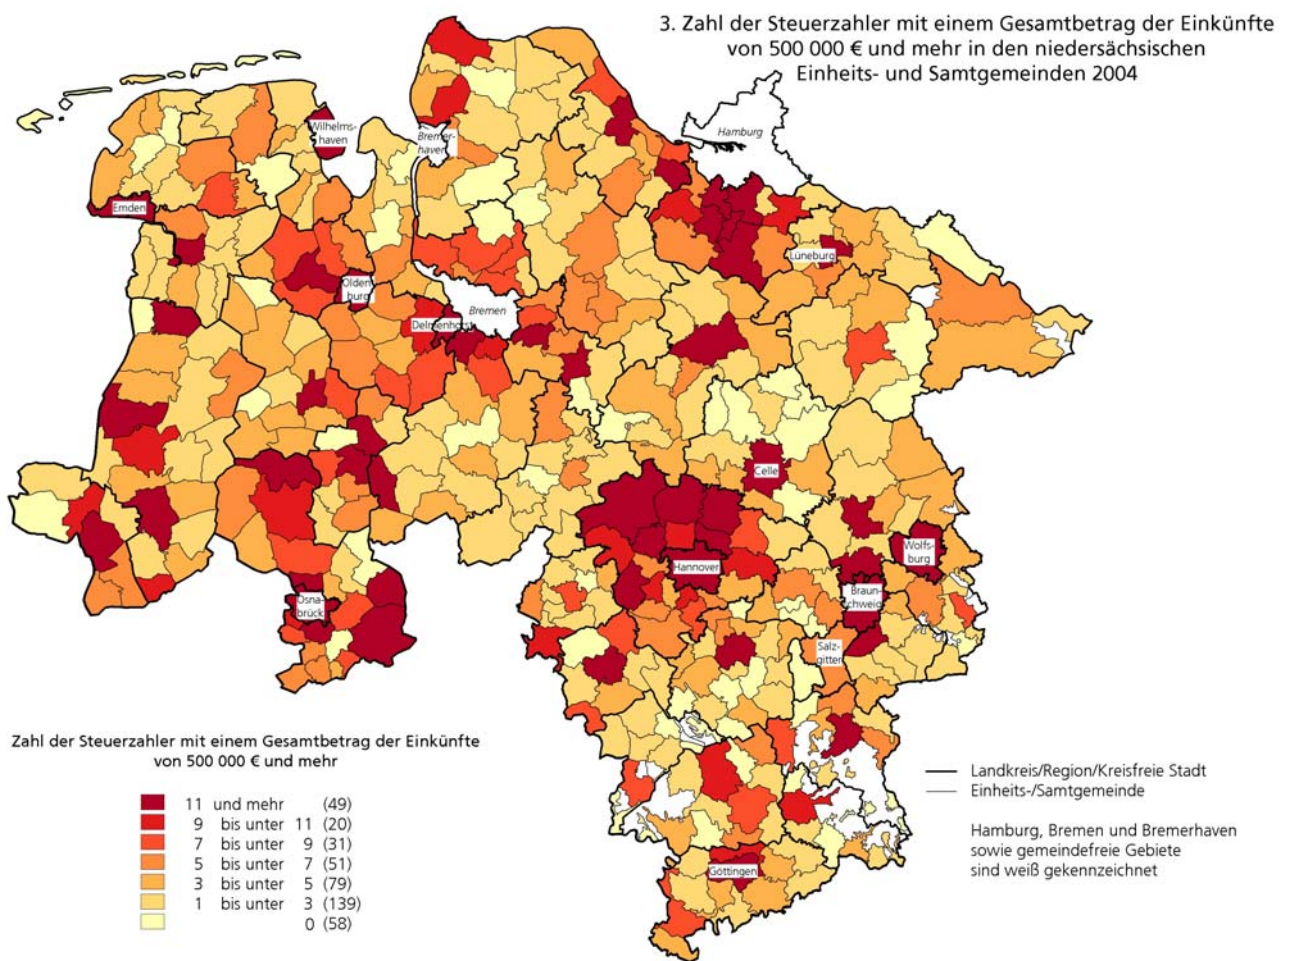 3. Zahl der Steuerzahler mit einem Gesamtbetrag der Einkünfte
von 500 000 € und mehr in den niedersächsischen
Einheits- und Samtgemeinden 2004
Wilhelms-
haven
Bremer-
haven
Hamburg
Emden
Lüneburg
Olden-
burg
Bremen
Delmenhorst
Celle
Wolfs-
burg
Hannover
Braun-
schweig
Osna-
brück
Salz-
gitter
Göttingen
Zahl der Steuerzahler mit einem Gesamtbetrag der Einkünfte
von 500 000 € und mehr
11 und mehr (49)
9 bis unter 11 (20)
7 bis unter 9 (31)
5 bis unter 7 (51)
3 bis unter 5 (79)
1 bis unter 3 (139)
0 (58)
Landkreis/Region/Kreisfreie Stadt
Einheits-/Samtgemeinde
Hamburg, Bremen und Bremerhaven
sowie gemeindefreie Gebiete
sind weiß gekennzeichnet